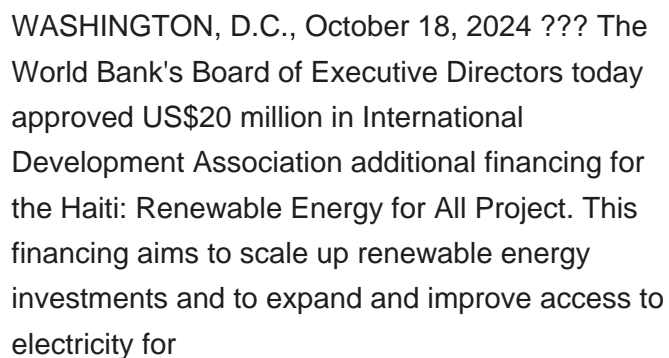 WASHINGTON, D.C., October 18, 2024 ??? The
World Bank's Board of Executive Directors today
approved US$20 million in International
Development Association additional financing for
the Haiti: Renewable Energy for All Project. This
financing aims to scale up renewable energy
investments and to expand and improve access to
electricity for